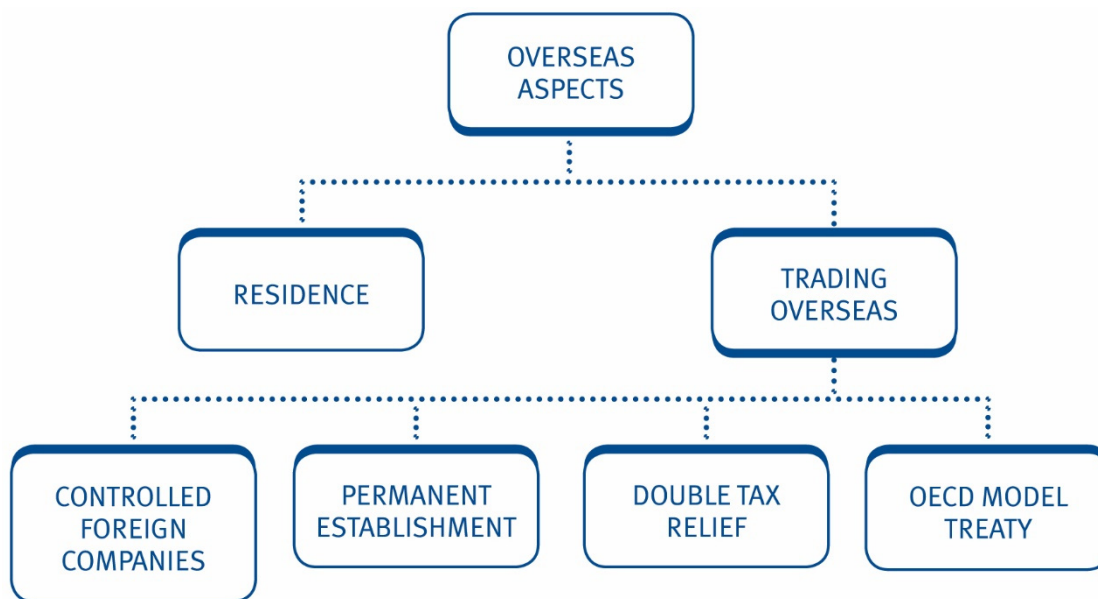 OVERSEAS
ASPECTS
RESIDENCE
TRADING
OVERSEAS
CONTROLLED
FOREIGN
COMPANIES
PERMANENT
ESTABLISHMENT
DOUBLE TAX
RELIEF
OECD MODEL
TREATY